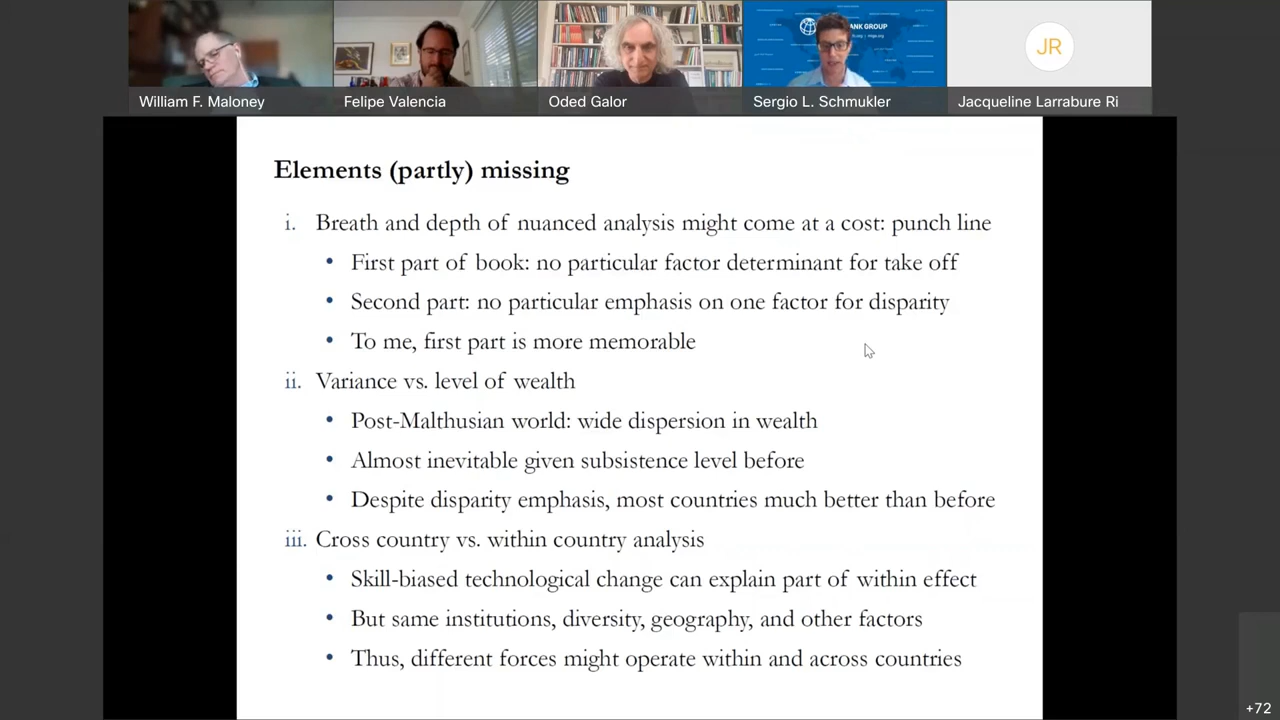 ANK GROUP
William F. Maloney
Felipe Valencia
Oded Galor
Sergio L. Schmukler
JR
Jacqueline Larrabure Ri
Elements (partly) missing
i. Breath and depth of nuanced analysis might come at a cost: punch line
• First part of book: no particular factor determinant for take off
• Second part: no particular emphasis on one factor for disparity
• To me, first part is more memorable
ii. Variance vs. level of wealth
• Post-Malthusian world: wide dispersion in wealth
• Almost inevitable given subsistence level before
• Despite disparity emphasis, most countries much better than before
iii. Cross country vs. within country analysis
• Skill-biased technological change can explain part of within effect
• But same institutions, diversity, geography, and other factors
• Thus, different forces might operate within and across countries
+72